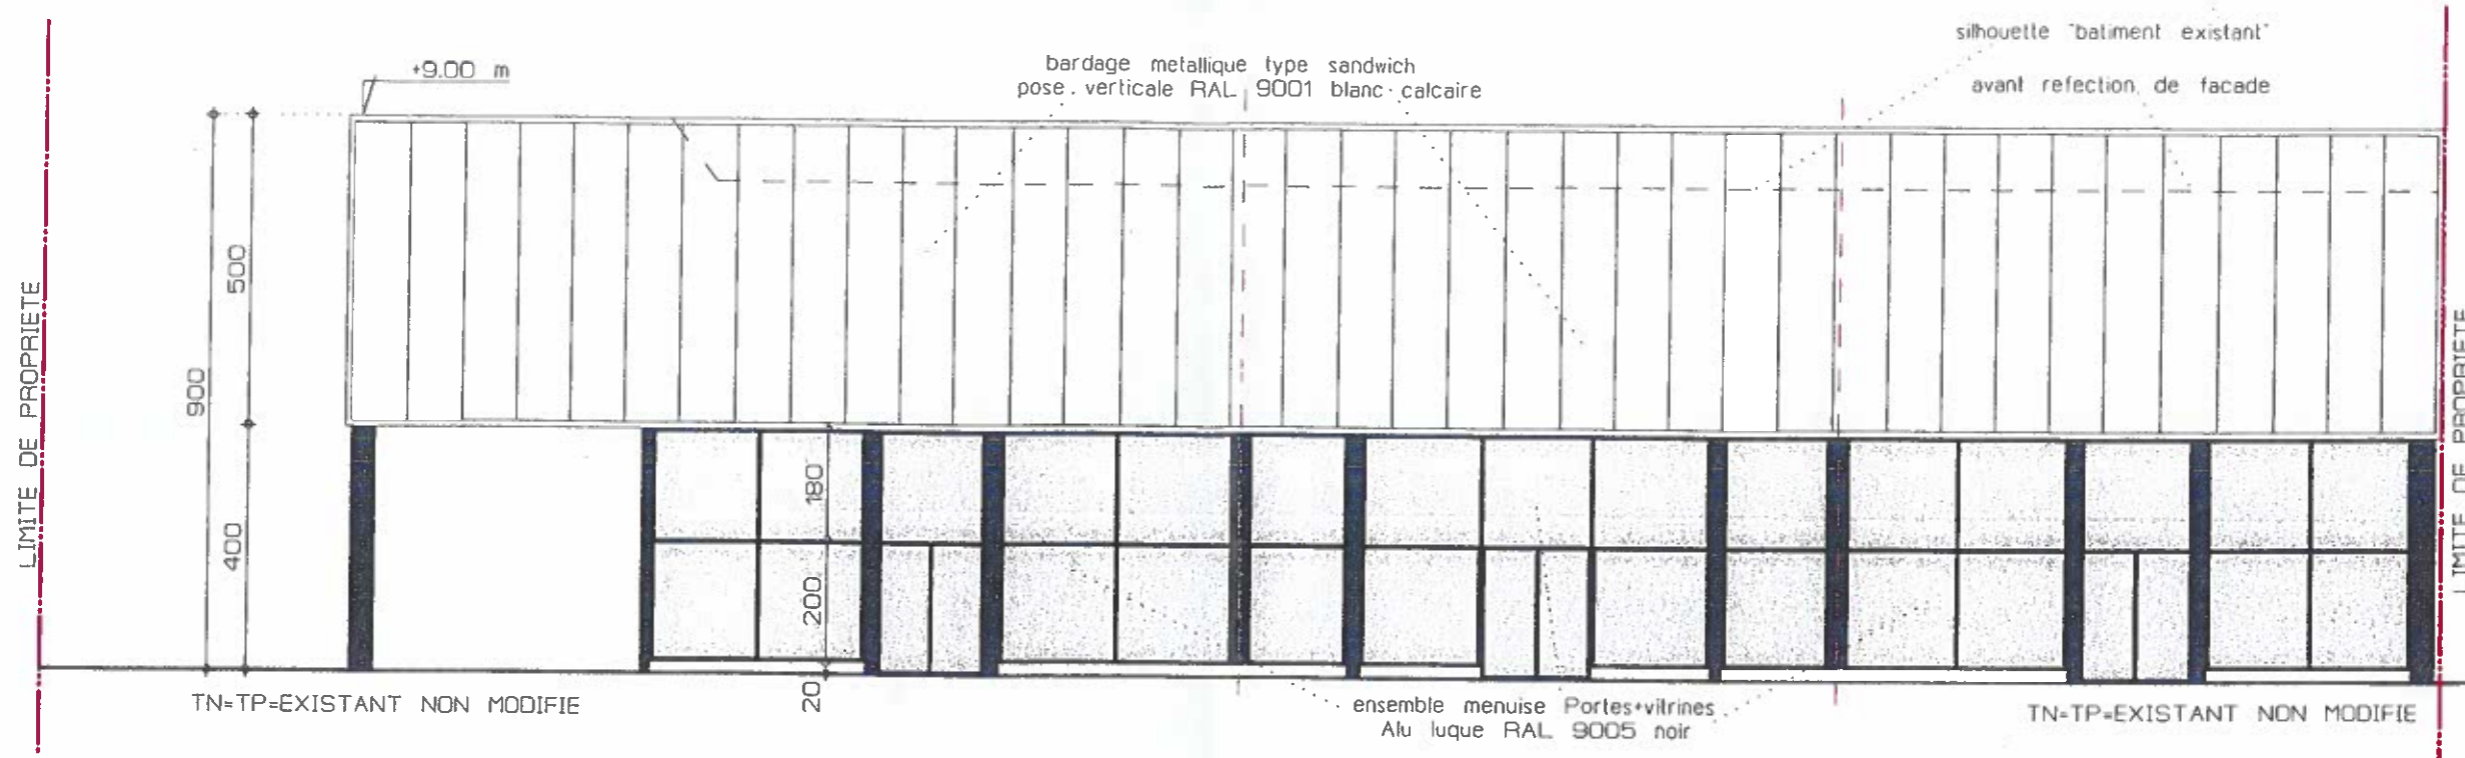 silhouette "batiment existant"
avant refection de facade
+9.00 m
bardage metallique type sandwich
pose verticale RAL 9001 blanc calcaire
500
900
400
180
200
20
LIMITE DE PROPRIETE
LIMITE DE PROPRIETE
TN=TP=EXISTANT NON MODIFIE
ensemble menuise Portes+vitrines
Alu luque RAL 9005 noir
TN=TP=EXISTANT NON MODIFIE